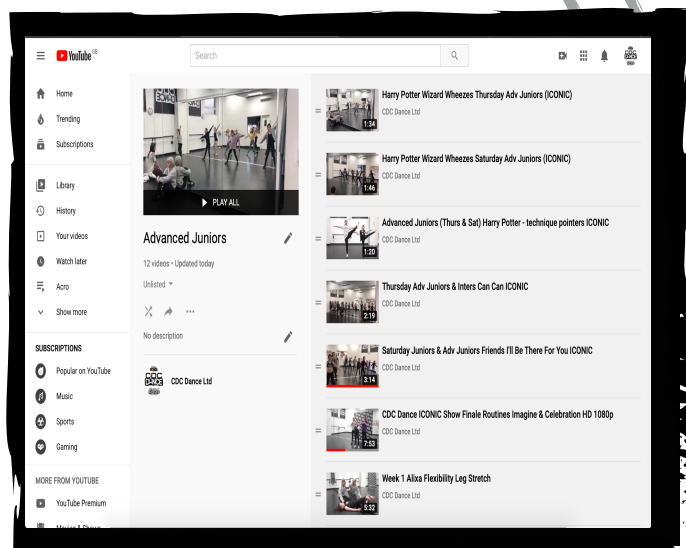 YouTube GB
Search
Home
Trending
Subscriptions
Library
History
Your videos
Watch later
Acro
Show more
SUBSCRIPTIONS
Popular on YouTube
Music
Sports
Gaming
MORE FROM YOUTUBE
YouTube Premium
Movies & Shows
PLAY ALL
Advanced Juniors
12 videos • Updated today
Unlisted
No description
CDC DANCE
CDC Dance Ltd
1:34
Harry Potter Wizard Wheezes Thursday Adv Juniors (ICONIC)
CDC Dance Ltd
1:46
Harry Potter Wizard Wheezes Saturday Adv Juniors (ICONIC)
CDC Dance Ltd
1:20
Advanced Juniors (Thurs & Sat) Harry Potter - technique pointers ICONIC
CDC Dance Ltd
2:19
Thursday Adv Juniors & Inters Can Can ICONIC
CDC Dance Ltd
3:14
Saturday Juniors & Adv Juniors Friends I'll Be There For You ICONIC
CDC Dance Ltd
7:53
CDC Dance ICONIC Show Finale Routines Imagine & Celebration HD 1080p
CDC Dance Ltd
5:32
Week 1 Alixa Flexibility Leg Stretch
CDC Dance Ltd